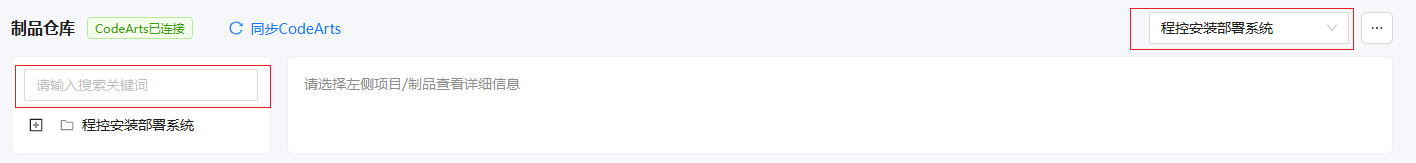 制品仓库 CodeArts已连接 同步CodeArts 程控安装部署系统 ...
请输入搜索关键词 请选择左侧项目/制品查看详细信息
程控安装部署系统